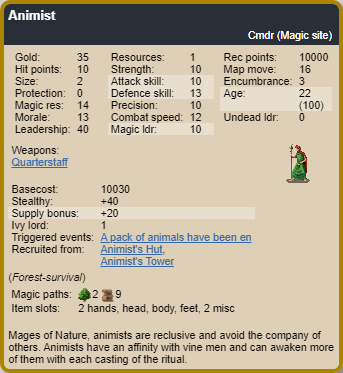 Animist
Cmdr (Magic site)
Gold: 35 Resources: 1 Rec points: 10000
Hit points: 10 Strength: 10 Map move: 16
Size: 2 Attack skill: 10 Encumbrance: 3
Protection: 0 Defence skill: 13 Age: 22
Magic res: 14 Precision: 10 (100)
Morale: 13 Combat speed: 12 Undead ldr: 0
Leadership: 40 Magic ldr: 10
Weapons:
Quarterstaff
Basecost: 10030
Stealthy: +40
Supply bonus: +20
Ivy lord: 1
Triggered events: A pack of animals have been en
Recruited from: Animist's Hut,
Animist's Tower
(Forest-survival)
Magic paths: 2 9
Item slots: 2 hands, head, body, feet, 2 misc
Mages of Nature, animists are reclusive and avoid the company of
others. Animists have an affinity with vine men and can awaken more
of them with each casting of the ritual.